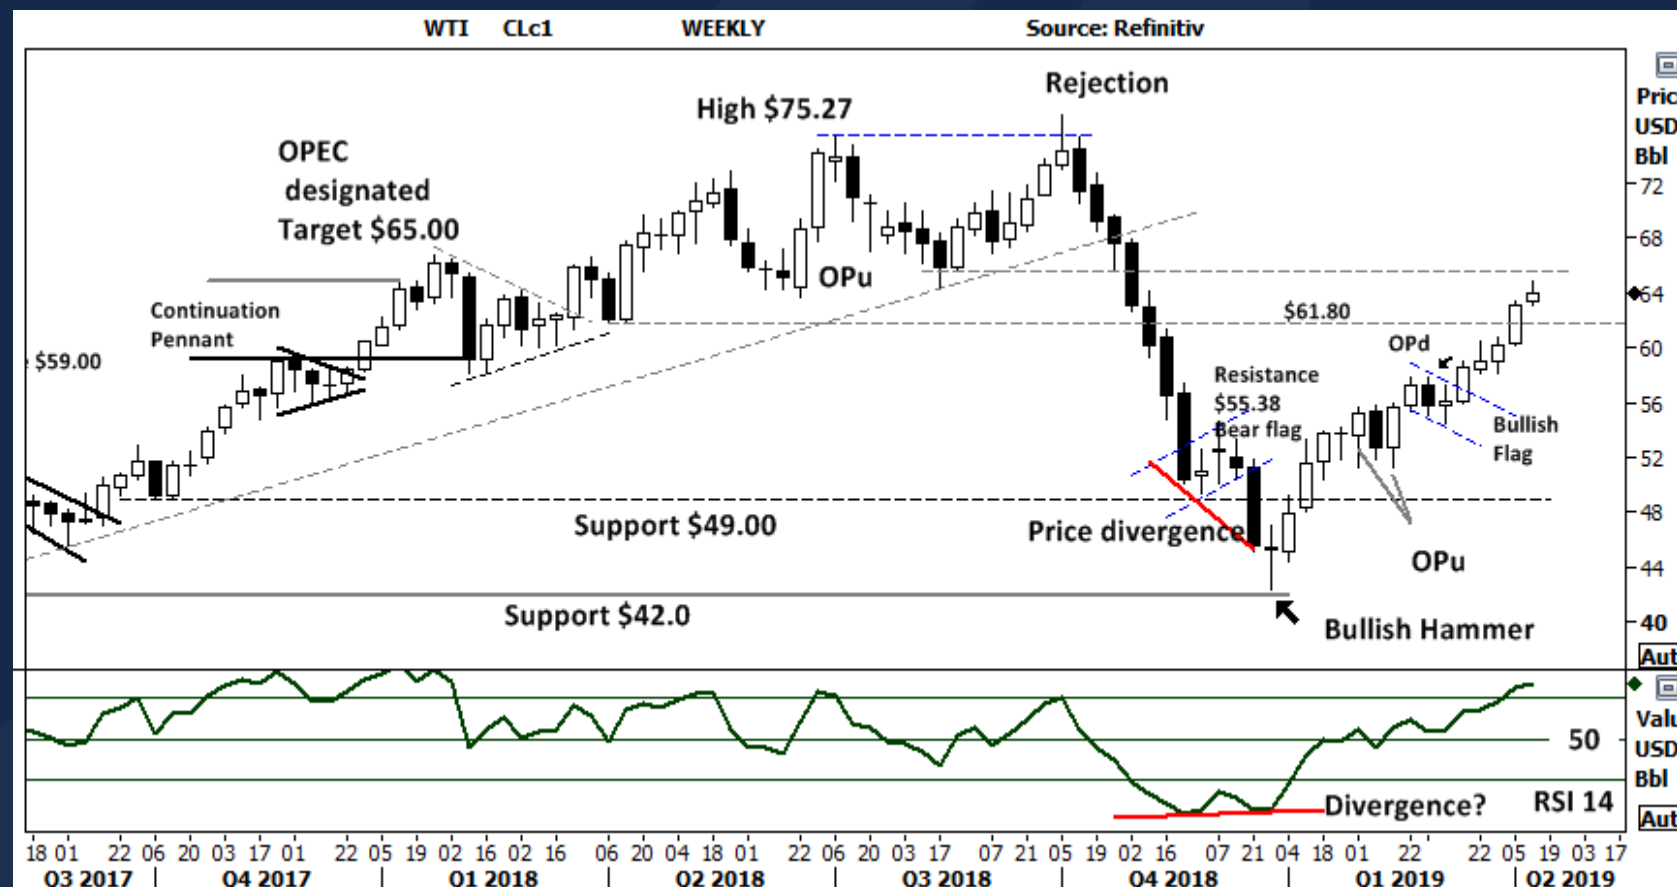 WTI CLc1 WEEKLY Source: Refinitiv
Rejection
High $75.27
OPEC
designated
Target $65.00
Continuation
Pennant
$59.00
OPu
$61.80
OPd
Resistance
$55.38
Bear flag
Bullish
Flag
Support $49.00
Price divergence
OPu
Support $42.0
Bullish Hammer
Pric
USD
Bbl
72
68
64
60
56
52
48
44
40
Aut
50
Valu
USD
Bbl
Divergence? RSI 14
Aut
18 01 22 06 20 03 17 01 22 05 19 02 16 02 16 06 20 04 18 01 22 06 20 03 17 07 21 05 19 02 16 07 21 04 18 01 22 22 05 19 03 17
Q3 2017 Q4 2017 Q1 2018 Q2 2018 Q3 2018 Q4 2018 Q1 2019 Q2 2019